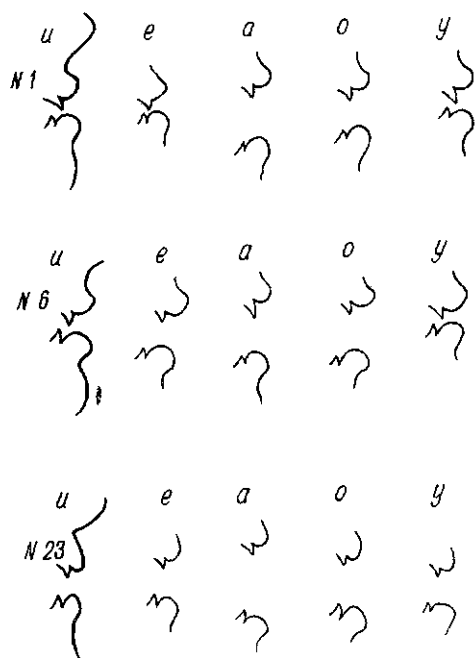 и е а о у
N 1
и е а о у
N 6
и е а о у
N 23